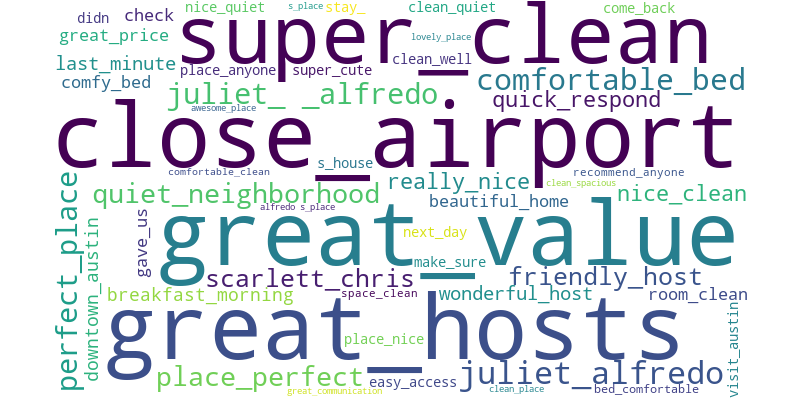 nice_quiet
s_place
stay_
clean_quiet
come_back
didn
check
great_price
super_clean
lovely_place
last_minute
place_anyone
super_cute
clean_well
comfy_bed
comfortable_bed
juliet_ _alfredo
quick_respond
awesome_place
close_airport
s_house
comfortable_clean
recommend_anyone
really_nice
clean_spacious
quiet_neighborhood
nice_clean
beautiful_home
alfredo s_place
perfect_place
downtown_austin
gave_us
great_value
next_day
make_sure
scarlett_chris
friendly_host
breakfast_morning
space_clean
wonderful_host
room_clean
great_hosts
visit_austin
place_nice
place_perfect
juliet_alfredo
easy_access
great_communication
clean_place
bed_comfortable